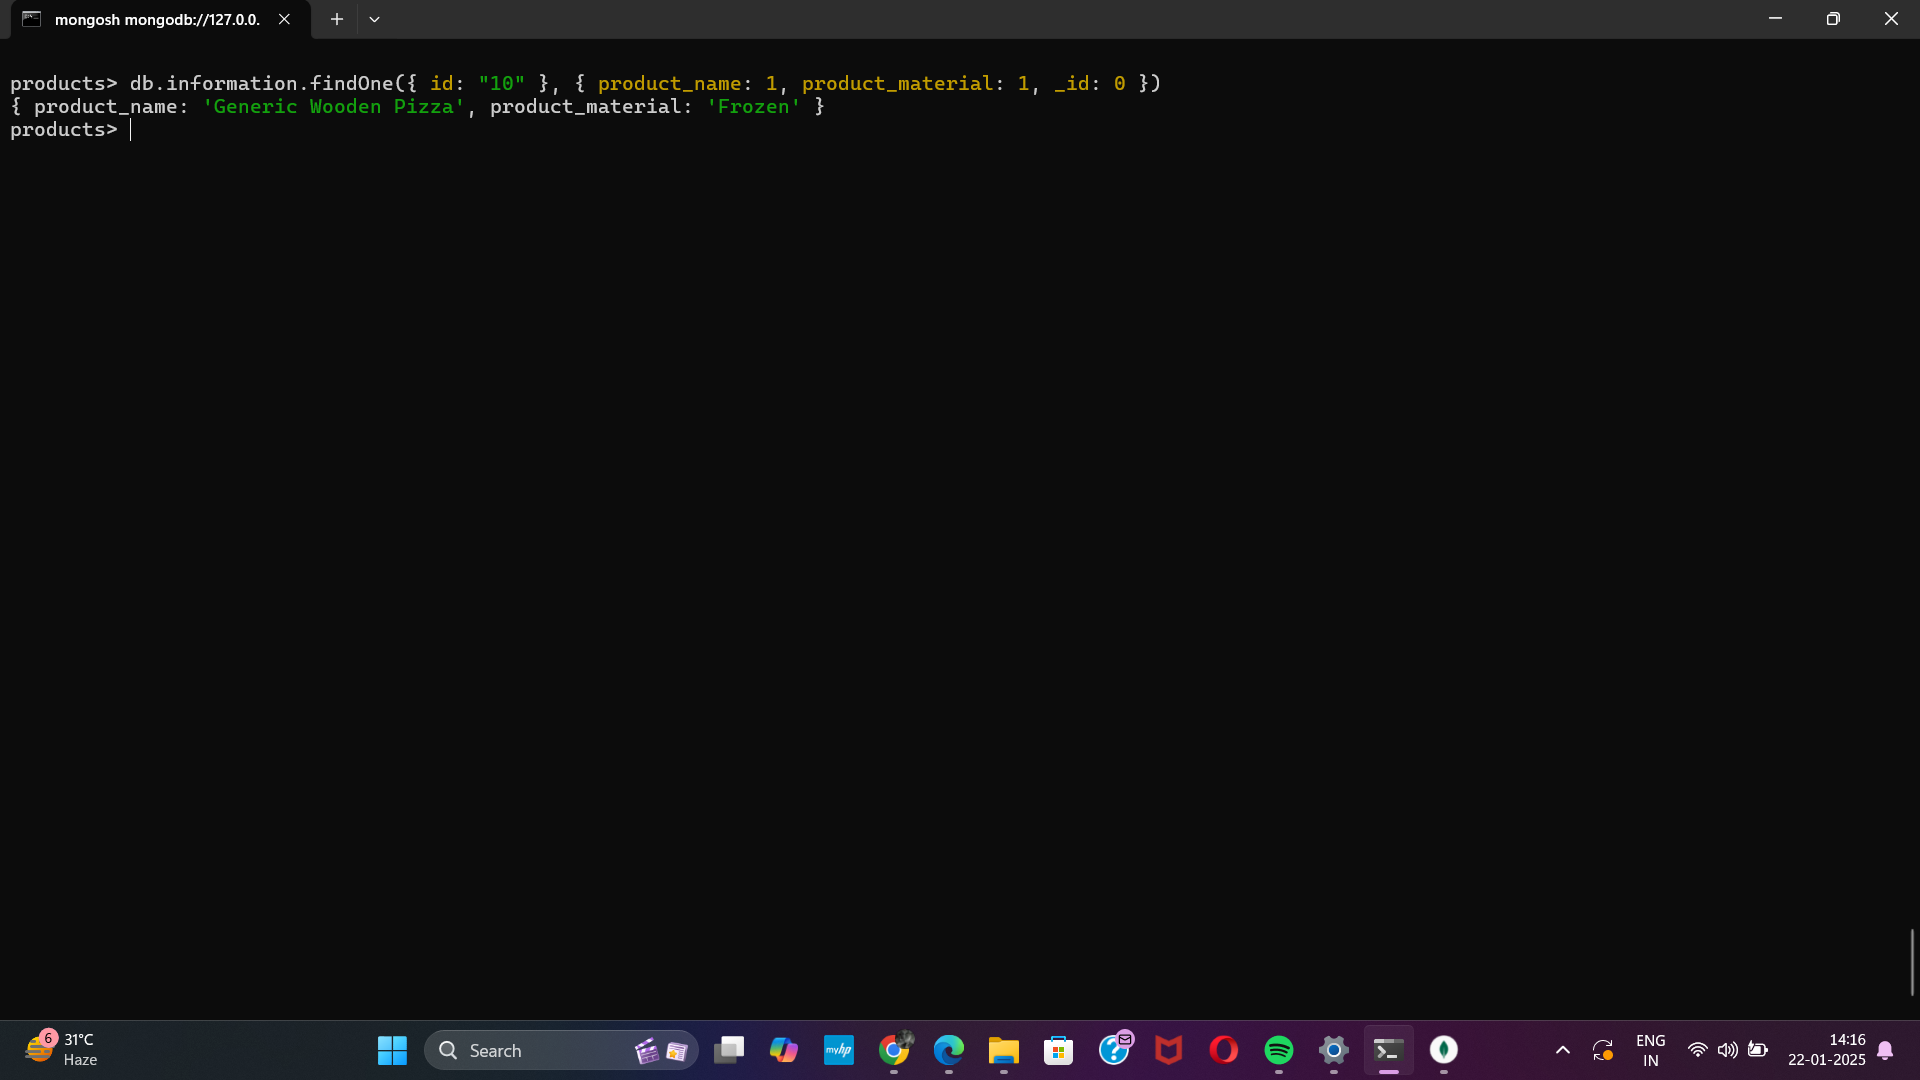 mongosh mongodb://127.0.0.
products> db.information.findOne({ id: "10" }, { product_name: 1, product_material: 1, _id: 0 })
{ product_name: 'Generic Wooden Pizza', product_material: 'Frozen' }
products>
6
31°C
Haze
Search
myhp
ENG
IN
14:16
22-01-2025